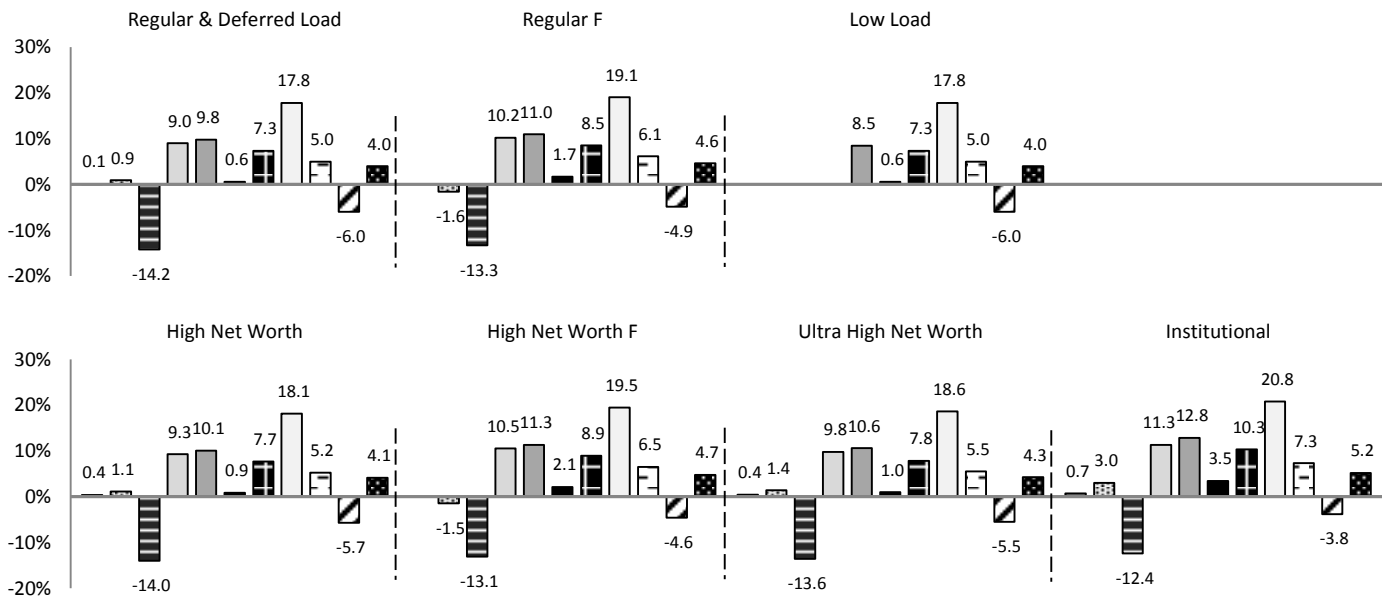 Regular & Deferred Load Regular F Low Load
30%
20%
10%
0%
-10%
-20%
0.1 0.9 -14.2 9.0 9.8 0.6 7.3 17.8 5.0 -6.0 4.0
-1.6 -13.3 10.2 11.0 1.7 8.5 19.1 6.1 -4.9 4.6
8.5 0.6 7.3 17.8 5.0 -6.0 4.0
High Net Worth High Net Worth F Ultra High Net Worth Institutional
30%
20%
10%
0%
-10%
-20%
0.4 1.1 -14.0 9.3 10.1 0.9 7.7 18.1 5.2 -5.7 4.1
-1.5 -13.1 10.5 11.3 2.1 8.9 19.5 6.5 -4.6 4.7
0.4 1.4 -13.6 9.8 10.6 1.0 7.8 18.6 5.5 -5.5 4.3
0.7 3.0 -12.4 11.3 12.8 3.5 10.3 20.8 7.3 -3.8 5.2